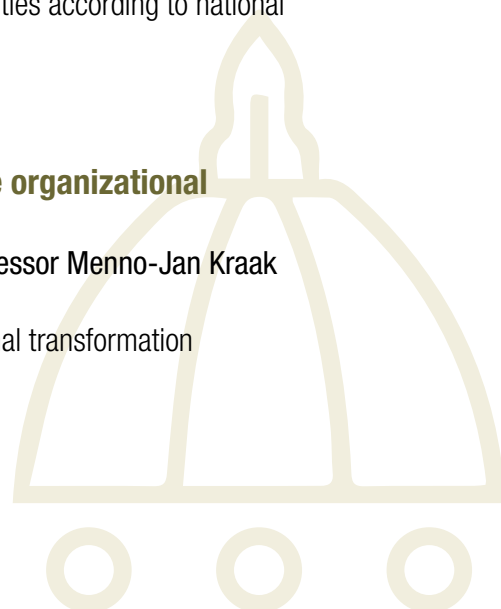 ties according to national
organizational
essor Menno-Jan Kraak
al transformation